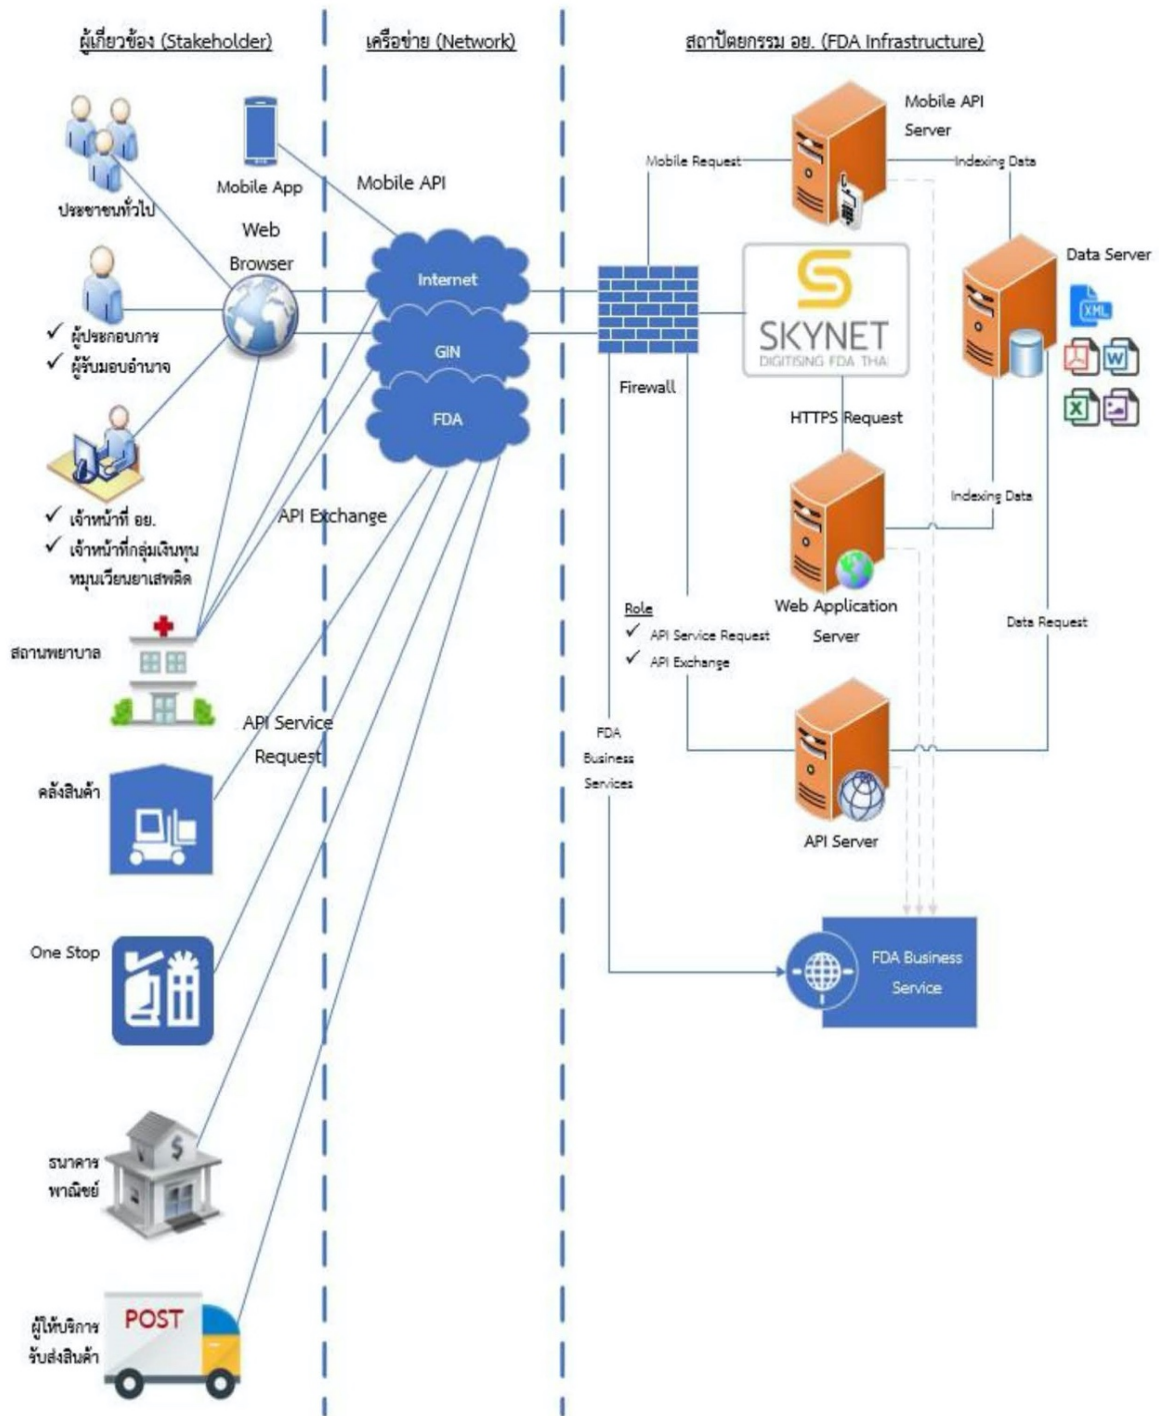 ผู้เกี่ยวข้อง (Stakeholder)
เครือข่าย (Network)
สถาปัตยกรรม อย. (FDA Infrastructure)
ประชาชนทั่วไป
Mobile App
Web
Browser
✓ ผู้ประกอบการ
✓ ผู้รับมอบอำนาจ
✓ เจ้าหน้าที่ อย.
✓ เจ้าหน้าที่กลุ่มเงินทุน
หมุนเวียนยาเสพติด
สถานพยาบาล
คลังสินค้า
One Stop
ธนาคาร
พาณิชย์
ผู้ให้บริการ
รับส่งสินค้า
POST
Mobile API
Internet
GIN
FDA
API Exchange
API Service
Request
Mobile API
Server
Mobile Request
Indexing Data
Data Server
XML
W
X
SKYNET
DIGITISING FDA THAI
Firewall
HTTPS Request
Indexing Data
Web Application
Server
Role
✓ API Service Request
✓ API Exchange
Data Request
FDA
Business
Services
API Server
FDA Business
Service